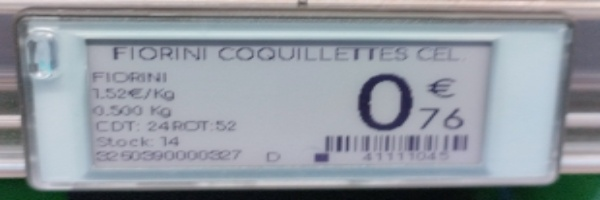 FIORINI COQUILLETTES CEL
FIORINI
1.52€/Kg
0.500 Kg
CDT: 24 ROT:52
Stock: 14
3250390000327 D
0€76
41111045